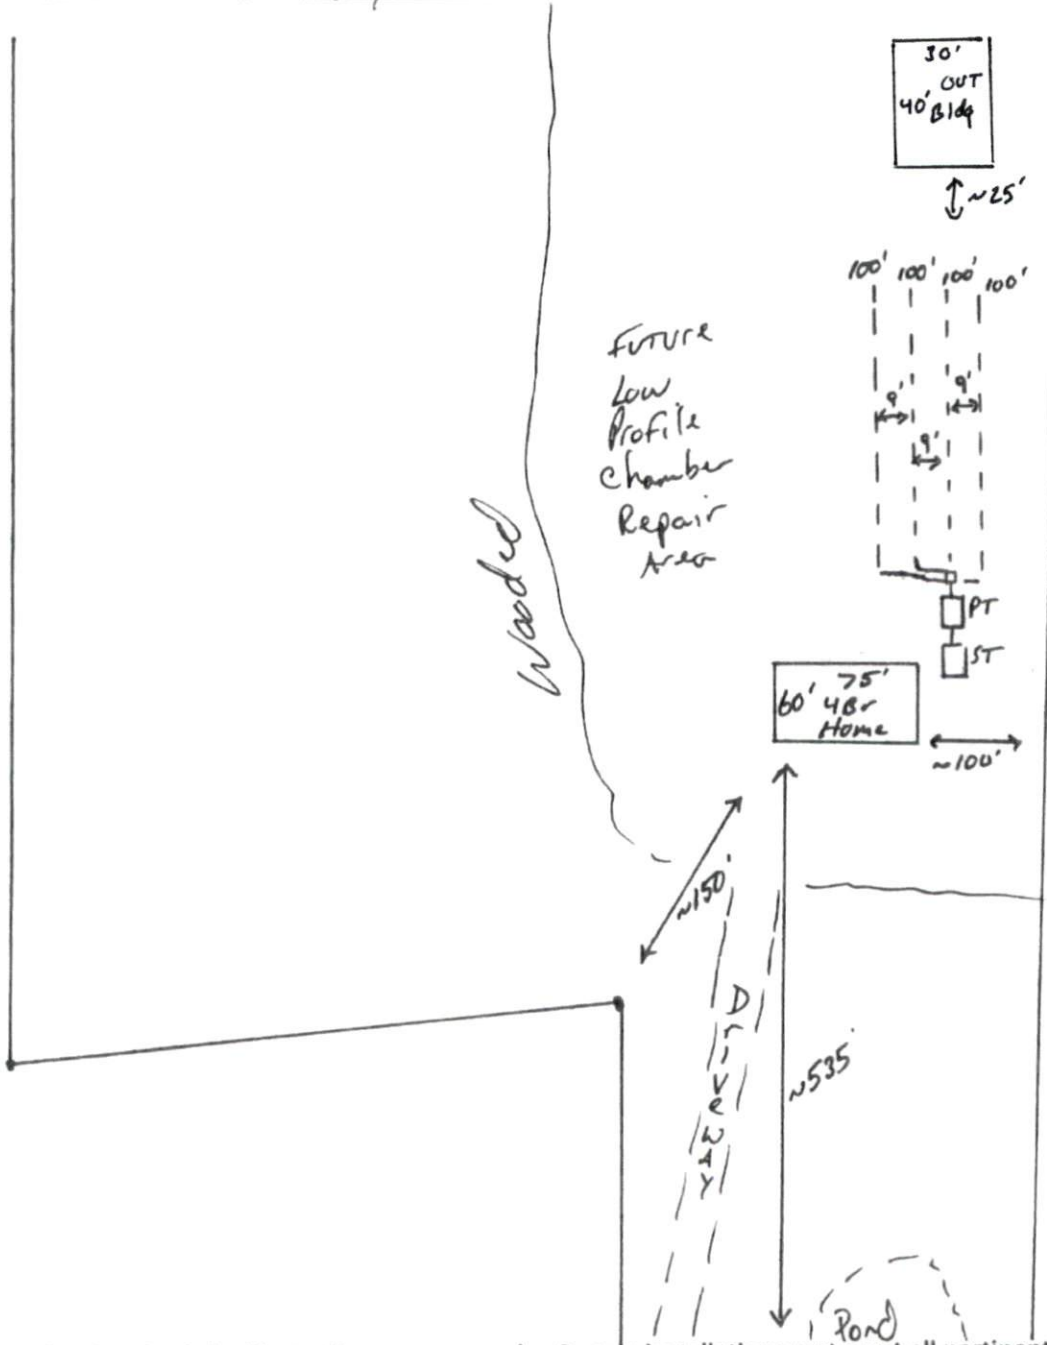 30'
OUT
40' Bldg
~25'
100' 100' 100' 100'
Future
Low
Profile
Chamber
Repair
Area
9'
9'
9'
Wooded
PT
ST
75'
60' 4Br
Home
~100'
~150'
Driveway
~535'
Pond